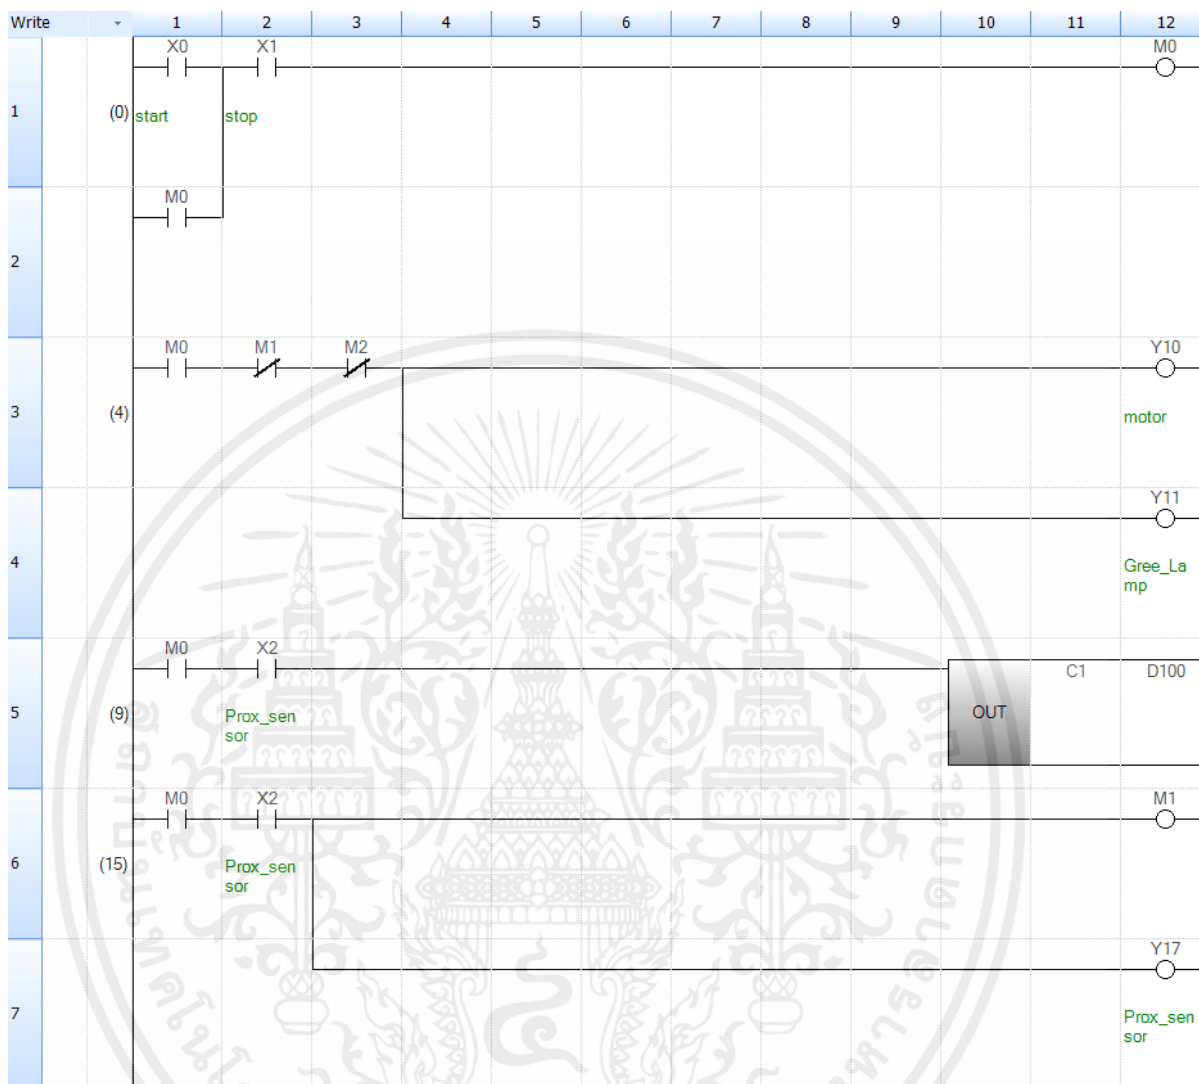 Write 1 2 3 4 5 6 7 8 9 10 11 12
X0 X1 M0
1 (0) start stop
M0
2
M0 M1 M2 Y10
3 (4) motor
Y11
4 Gree_La
mp
M0 X2 C1 D100
5 (9) Prox_sen
sor OUT
M0 X2 M1
6 (15) Prox_sen
sor
Y17
7 Prox_sen
sor